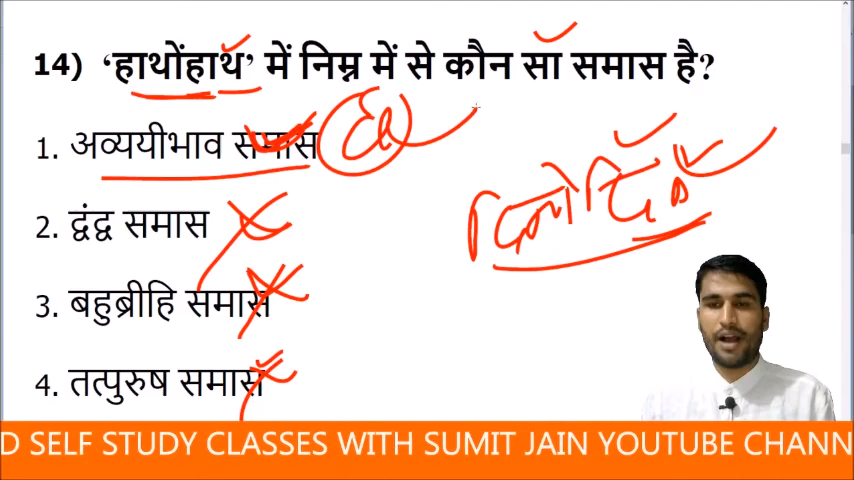 14) ‘हाथोंहाथ’ में निम्न में से कौन सा समास है?
1. अव्ययीभाव समास
2. द्वंद्व समास
3. बहुब्रीहि समास
4. तत्पुरुष समास
D SELF STUDY CLASSES WITH SUMIT JAIN YOUTUBE CHANN